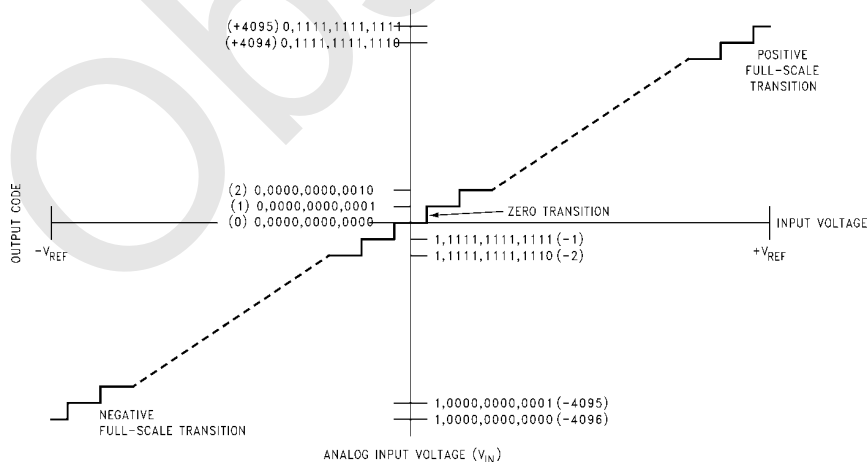 (+4095) 0,1111,1111,1111
(+4094) 0,1111,1111,1110
POSITIVE
FULL-SCALE
TRANSITION
(2) 0,0000,0000,0010
(1) 0,0000,0000,0001
(0) 0,0000,0000,0000
ZERO TRANSITION
OUTPUT CODE
INPUT VOLTAGE
-VREF
+VREF
1,1111,1111,1111 (-1)
1,1111,1111,1110 (-2)
1,0000,0000,0001 (-4095)
1,0000,0000,0000 (-4096)
NEGATIVE
FULL-SCALE TRANSITION
ANALOG INPUT VOLTAGE (VIN)
Obs